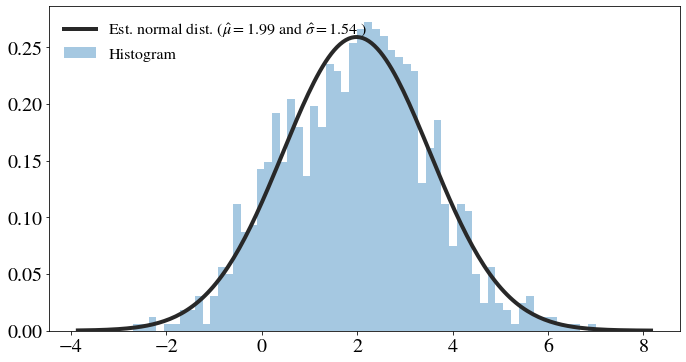 Est. normal dist. (μ̂ = 1.99 and σ̂ = 1.54 )
Histogram
0.25
0.20
0.15
0.10
0.05
0.00
−4 −2 0 2 4 6 8